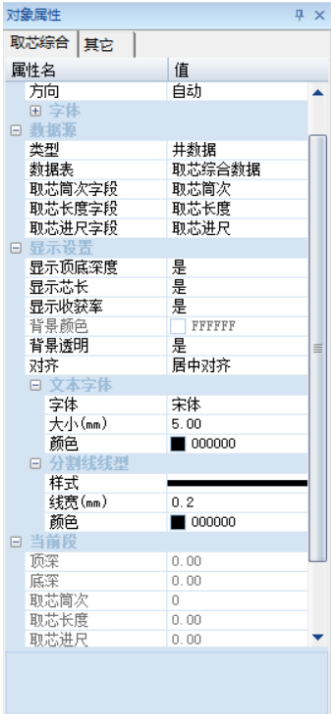 对象属性
取芯综合 其它
属性名 值
方向 自动
字体
数据源
类型 井数据
数据表 取芯综合数据
取芯筒次字段 取芯筒次
取芯长度字段 取芯长度
取芯进尺字段 取芯进尺
显示设置
显示顶底深度 是
显示芯长 是
显示收获率 是
背景颜色 FFFFFF
背景透明 是
对齐 居中对齐
文本字体
字体 宋体
大小(mm) 5.00
颜色 000000
分割线线型
样式
线宽(mm) 0.2
颜色 000000
当前段
顶深 0.00
底深 0.00
取芯筒次 0
取芯长度 0.00
取芯进尺 0.00